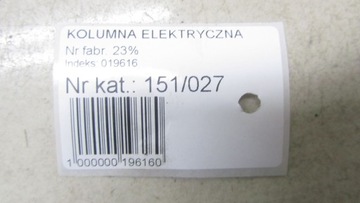 KOLUMNA ELEKTRYCZNA
Nr fabr. 23%
Indeks: 019616
Nr kat.: 151/027
1 000000 196160